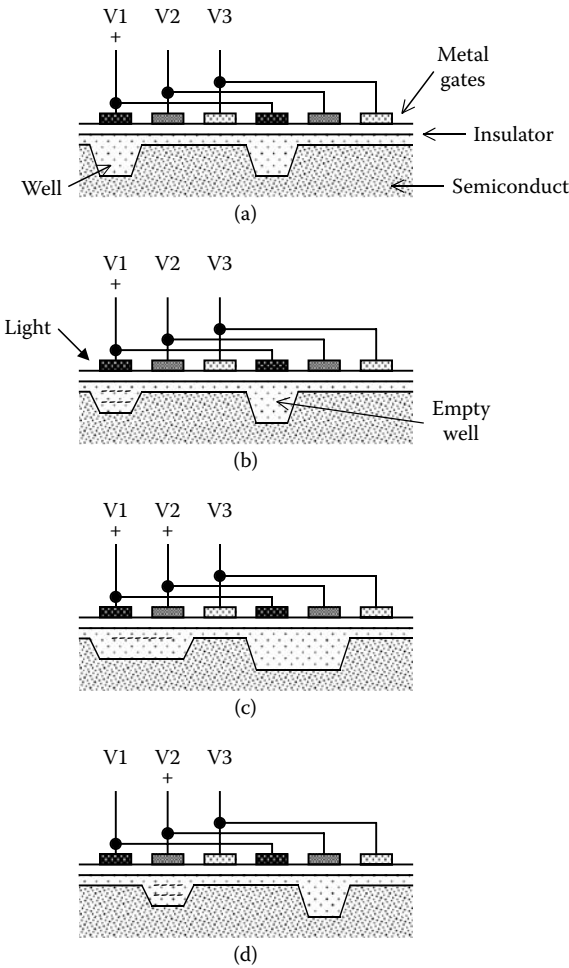 V1 V2 V3
+
Metal
gates
Insulator
Well
Semiconduct
(a)
V1 V2 V3
+
Light
Empty
well
(b)
V1 V2 V3
+ +
(c)
V1 V2 V3
+
(d)